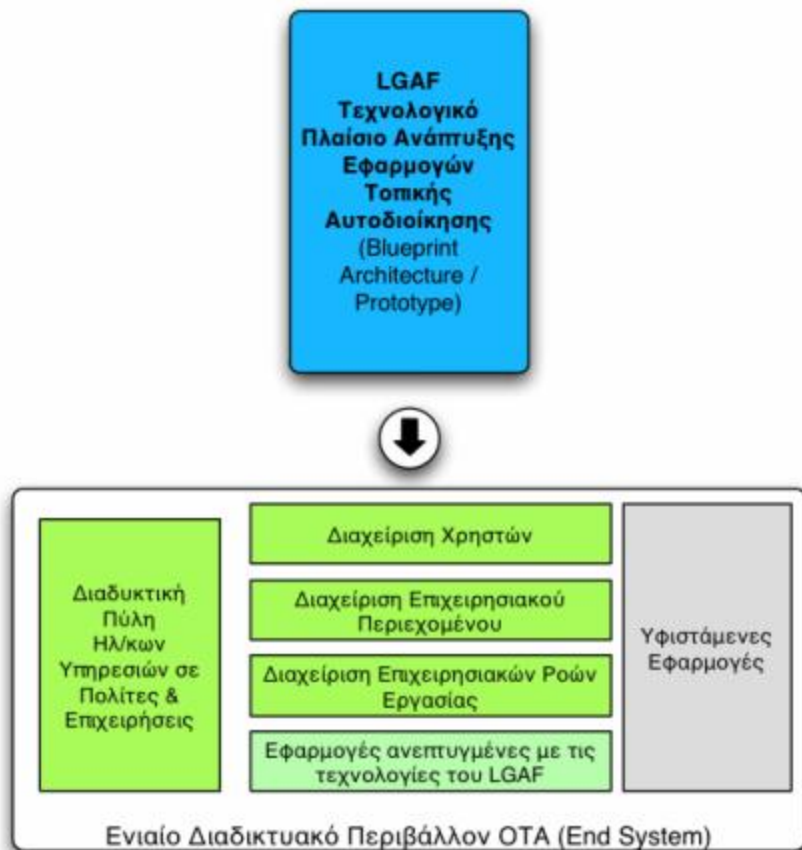 LGAF
Τεχνολογικό
Πλαίσιο Ανάπτυξης
Εφαρμογών
Τοπικής
Αυτοδιοίκησης
(Blueprint
Architecture /
Prototype)
Διαδυκτική
Πύλη
Ηλ/κων
Υπηρεσιών σε
Πολίτες &
Επιχειρήσεις
Διαχείριση Χρηστών
Διαχείριση Επιχειρησιακού
Περιεχομένου
Διαχείριση Επιχειρησιακών Ροών
Εργασίας
Εφαρμογές ανεπτυγμένες με τις
τεχνολογίες του LGAF
Υφιστάμενες
Εφαρμογές
Ενιαίο Διαδικτυακό Περιβάλλον ΟΤΑ (End System)